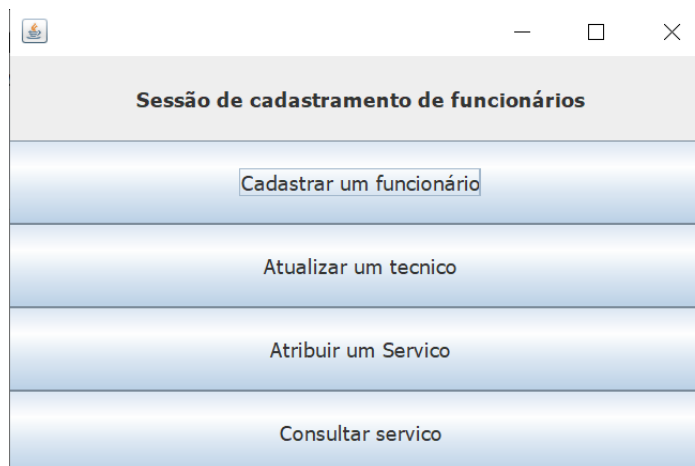 Sessão de cadastramento de funcionários
Cadastrar um funcionário
Atualizar um tecnico
Atribuir um Servico
Consultar servico